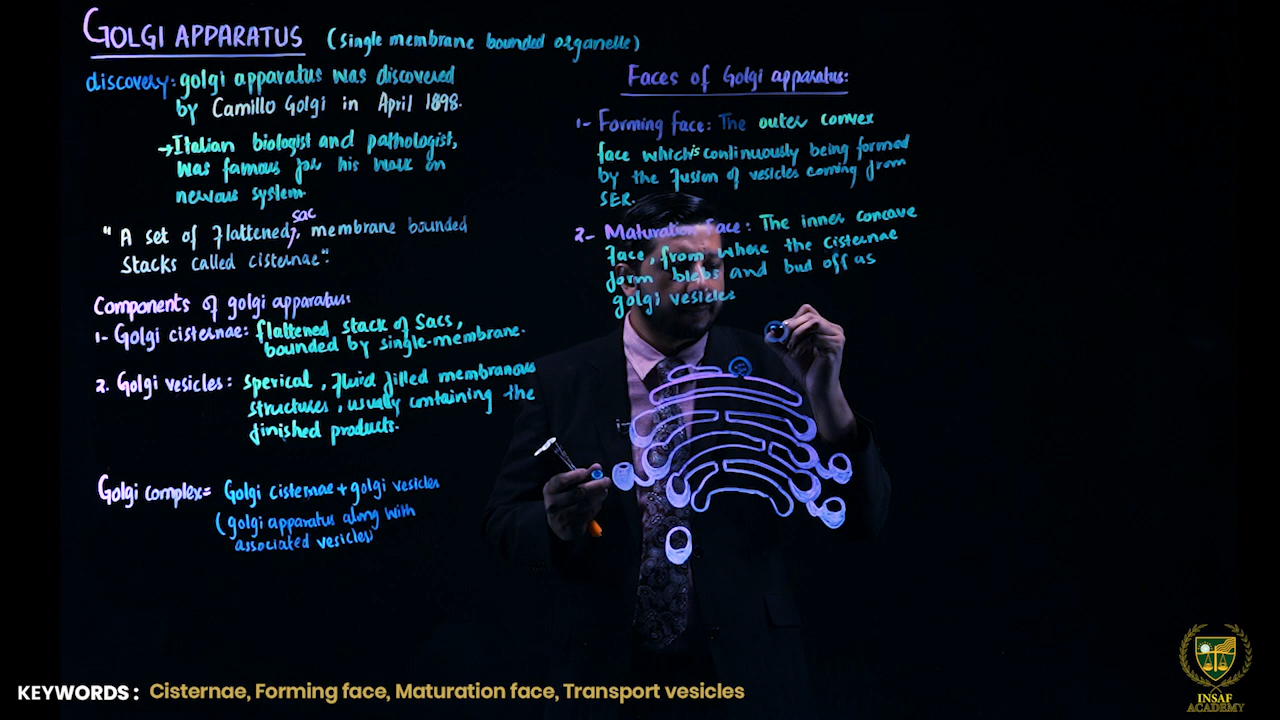 GOLGI APPARATUS (single membrane bounded organelle)
discovery: golgi apparatus was discovered
by Camillo Golgi in April 1898.
→ Italian biologist and pathologist,
was famous for his work on
nervous system.
" A set of flattened, sac membrane bounded
stacks called cisternae".
Components of golgi apparatus:
1- Golgi cisternae: flattened stack of sacs,
bounded by single-membrane.
2. Golgi vesicles: sperical, fluid filled membranous
structures, usually containing the
finished products.
Golgi complex = Golgi cisternae + golgi vesicles
(golgi apparatus along with
associated vesicles)
Faces of Golgi apparatus:
1- Forming face: The outer convex
face which is continuously being formed
by the fusion of vesicles coming from
SER.
2- Maturation face: The inner concave
face, from where the cisternae
form blebs and bud off as
golgi vesicles
KEYWORDS: Cisternae, Forming face, Maturation face, Transport vesicles
INSAF
ACADEMY